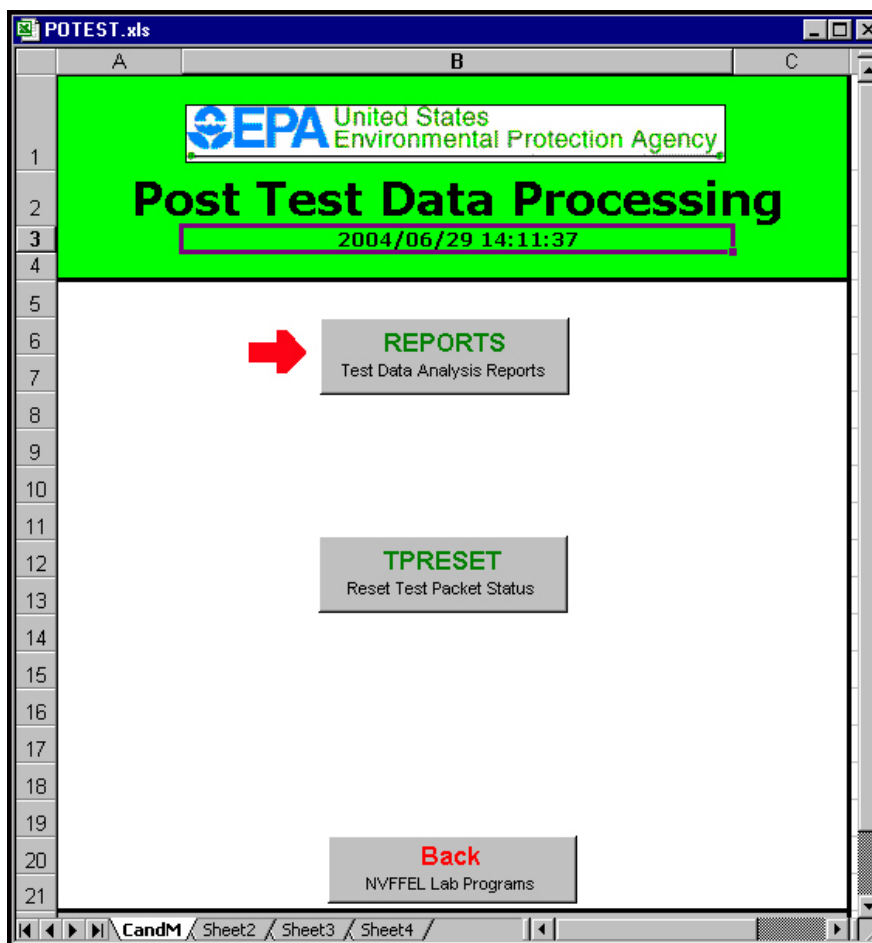 POTEST.xls
A B C
EPA United States
Environmental Protection Agency
1
Post Test Data Processing
2
2004/06/29 14:11:37
3
4
5
REPORTS
6
Test Data Analysis Reports
7
8
9
10
11
TPRESET
12
Reset Test Packet Status
13
14
15
16
17
18
19
Back
20
NVFFEL Lab Programs
21
CandM Sheet2 Sheet3 Sheet4